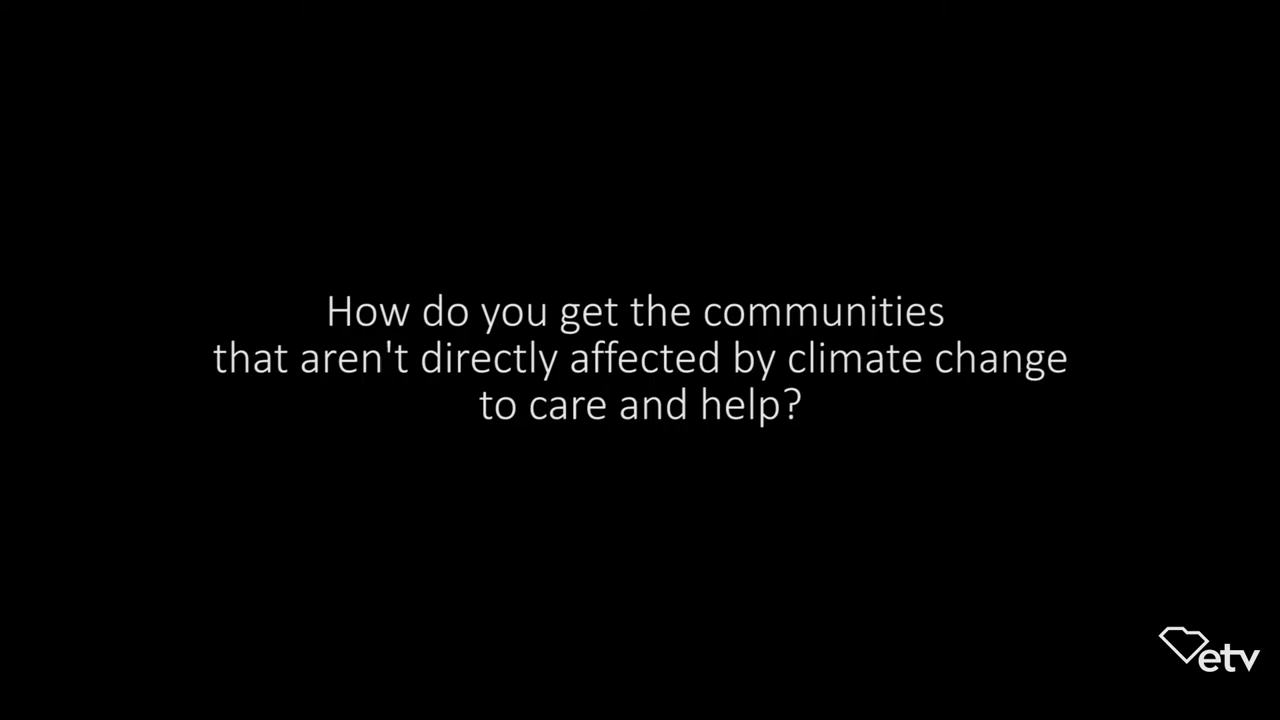 How do you get the communities
that aren't directly affected by climate change
to care and help?
etv